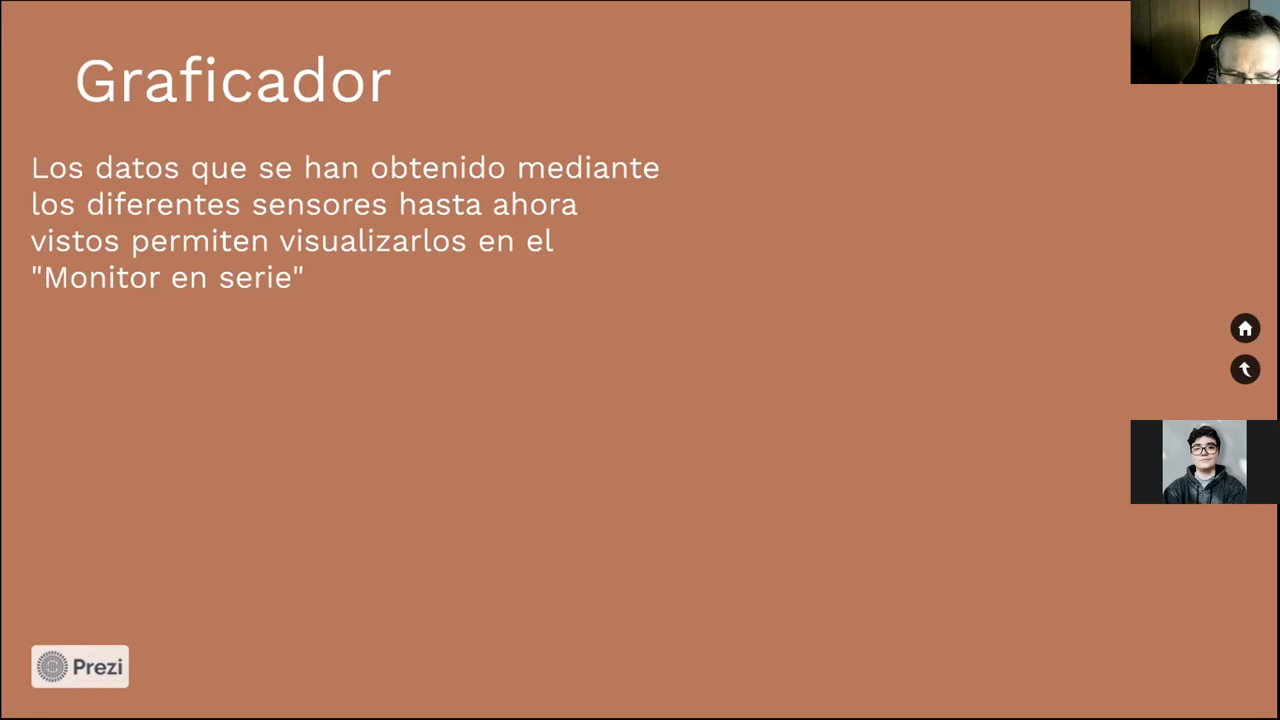 Graficador
Los datos que se han obtenido mediante
los diferentes sensores hasta ahora
vistos permiten visualizarlos en el
"Monitor en serie"
Prezi